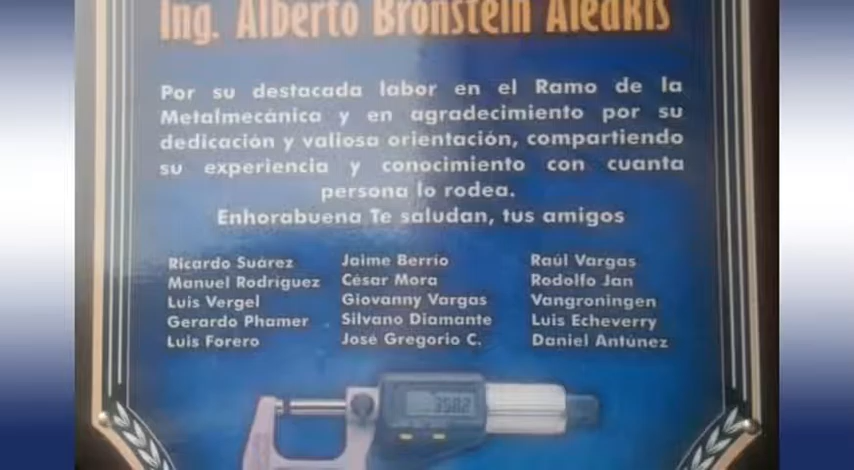 Ing. Alberto Bronstein Aledkis
Por su destacada labor en el Ramo de la
Metalmecánica y en agradecimiento por su
dedicación y valiosa orientación, compartiendo
su experiencia y conocimiento con cuanta
persona lo rodea.
Enhorabuena Te saludan, tus amigos
Ricardo Suárez
Manuel Rodríguez
Luis Vergel
Gerardo Phamer
Luis Forero
Jaime Berrío
César Mora
Giovanny Vargas
Silvano Diamante
José Gregorio C.
Raúl Vargas
Rodolfo Jan
Vangroningen
Luis Echeverry
Daniel Antúnez